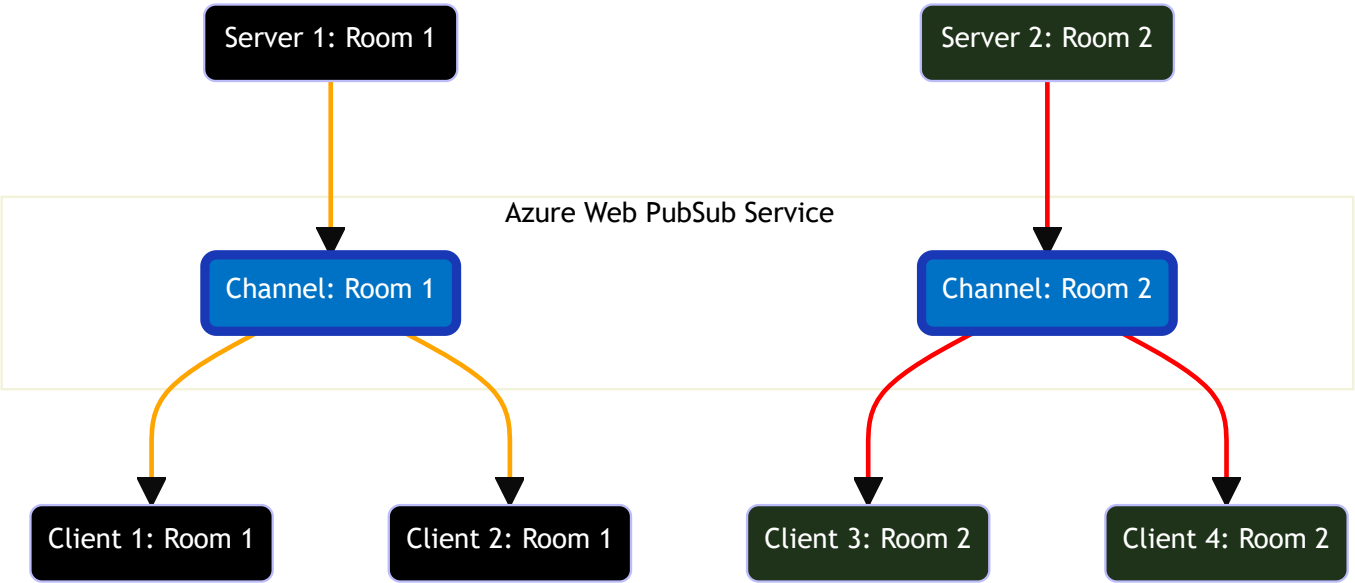 Server 1: Room 1
Server 2: Room 2
Azure Web PubSub Service
Channel: Room 1
Channel: Room 2
Client 1: Room 1
Client 2: Room 1
Client 3: Room 2
Client 4: Room 2